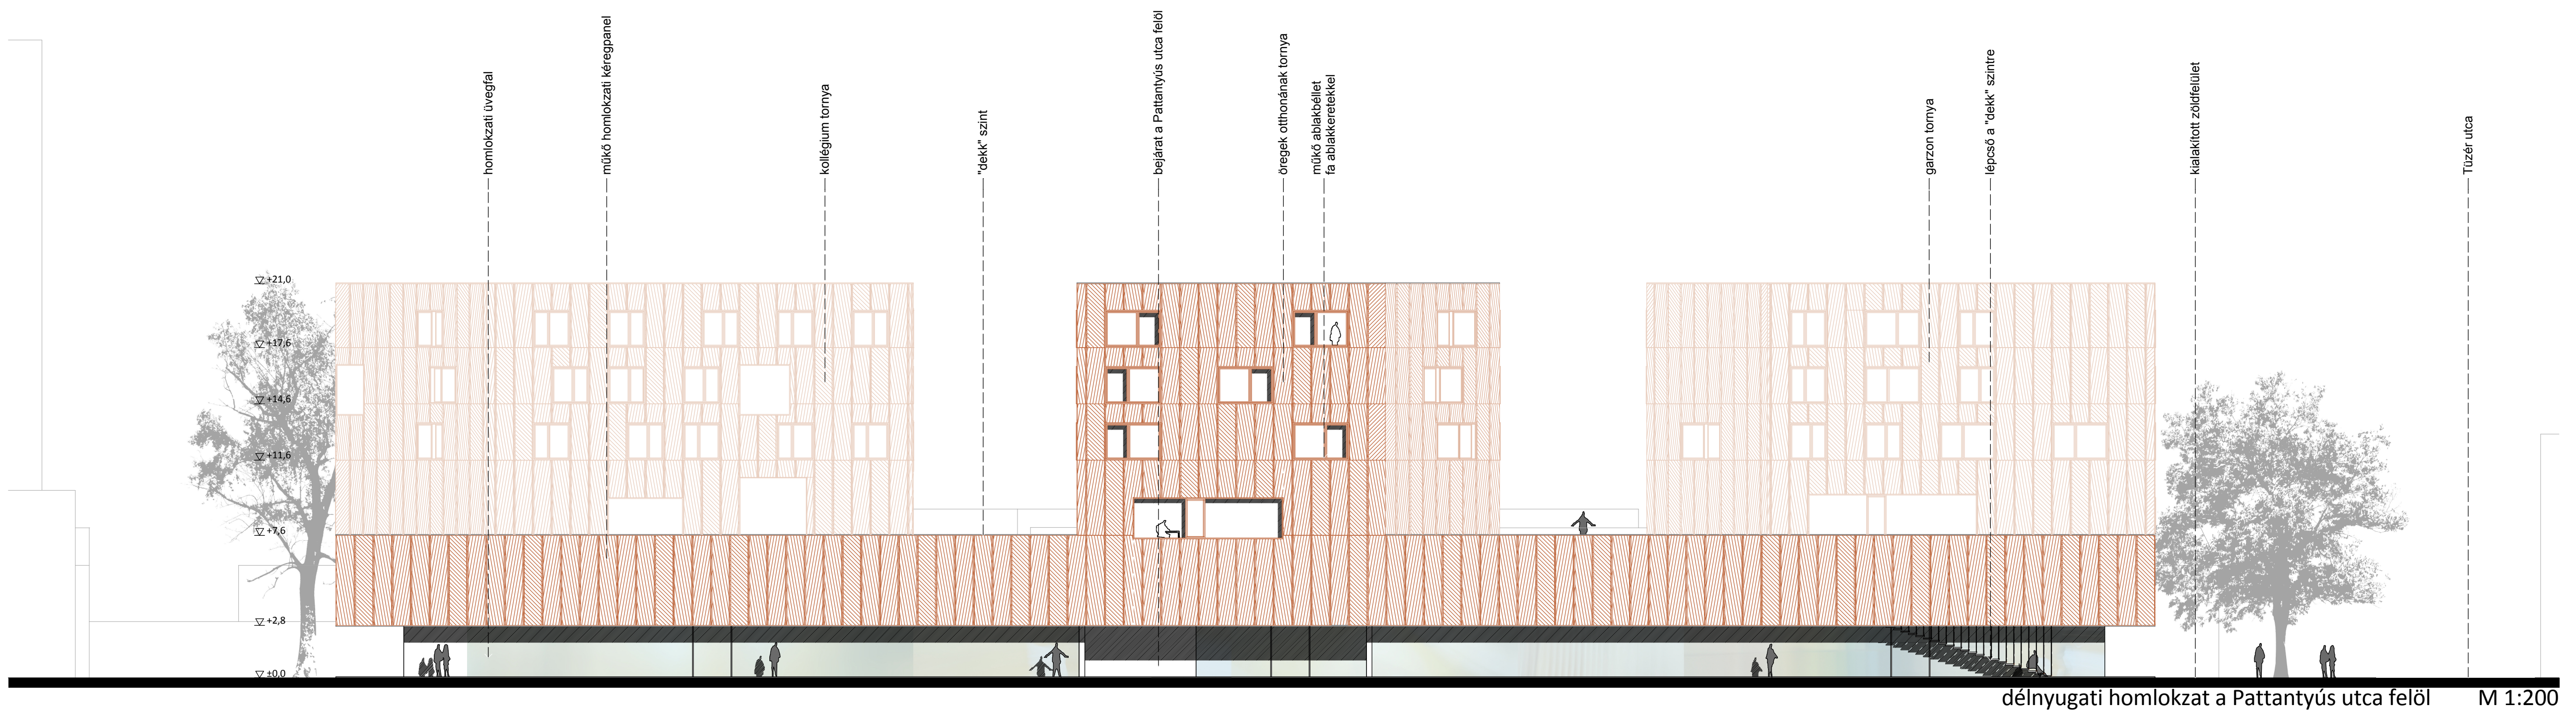 homlokzati üvegfal
műkő homlokzati kéregpanel
kollégium tornya
"dekk" szint
bejárat a Pattantyús utca felöl
öregek otthonának tornya
műkő ablakbéllet
fa ablakkeretekkel
garzon tornya
lépcső a "dekk" szintre
kialakított zöldfelület
Tüzér utca
+21,0
+17,6
+14,6
+11,6
+7,6
+2,8
±0,0
délnyugati homlokzat a Pattantyús utca felöl M 1:200